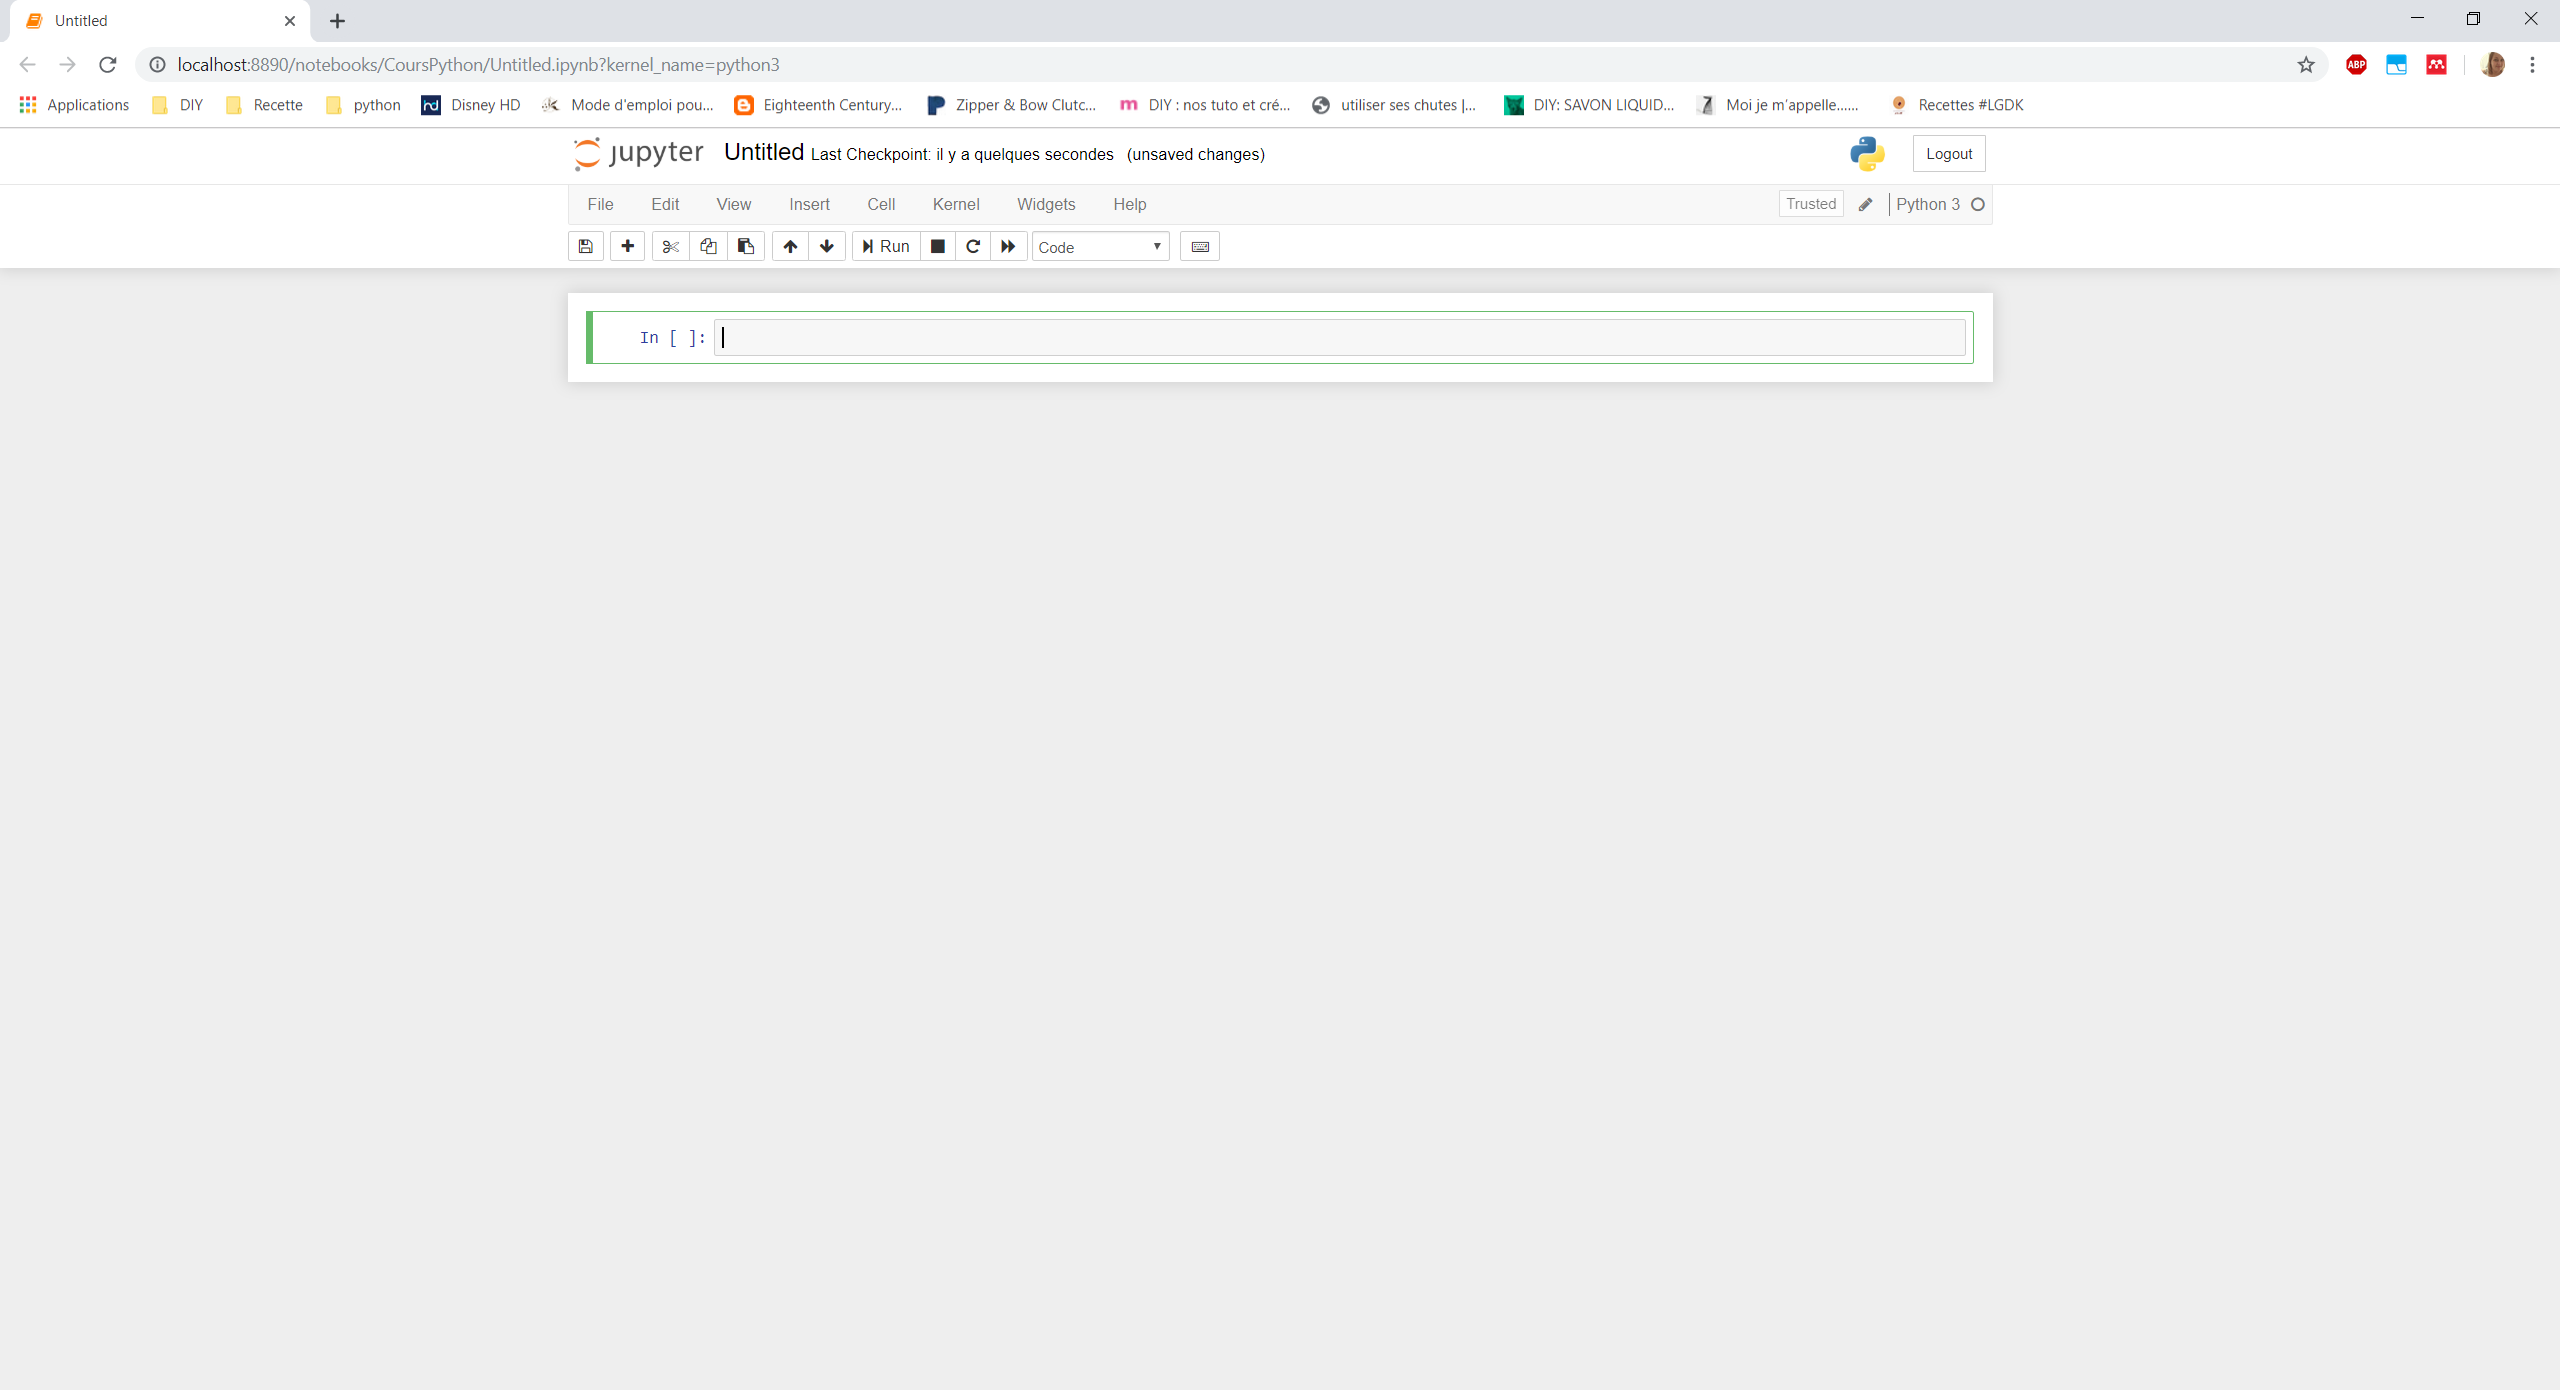 Untitled
localhost:8890/notebooks/CoursPython/Untitled.ipynb?kernel_name=python3
ABP
Applications DIY Recette python hd Disney HD Mode d'emploi pou... Eighteenth Century... Zipper & Bow Clutc... m DIY : nos tuto et cré... utiliser ses chutes |... DIY: SAVON LIQUID... Moi je m'appelle...... Recettes #LGDK
jupyter Untitled Last Checkpoint: il y a quelques secondes (unsaved changes) Logout
File Edit View Insert Cell Kernel Widgets Help Trusted Python 3
Run Code
In [ ]: